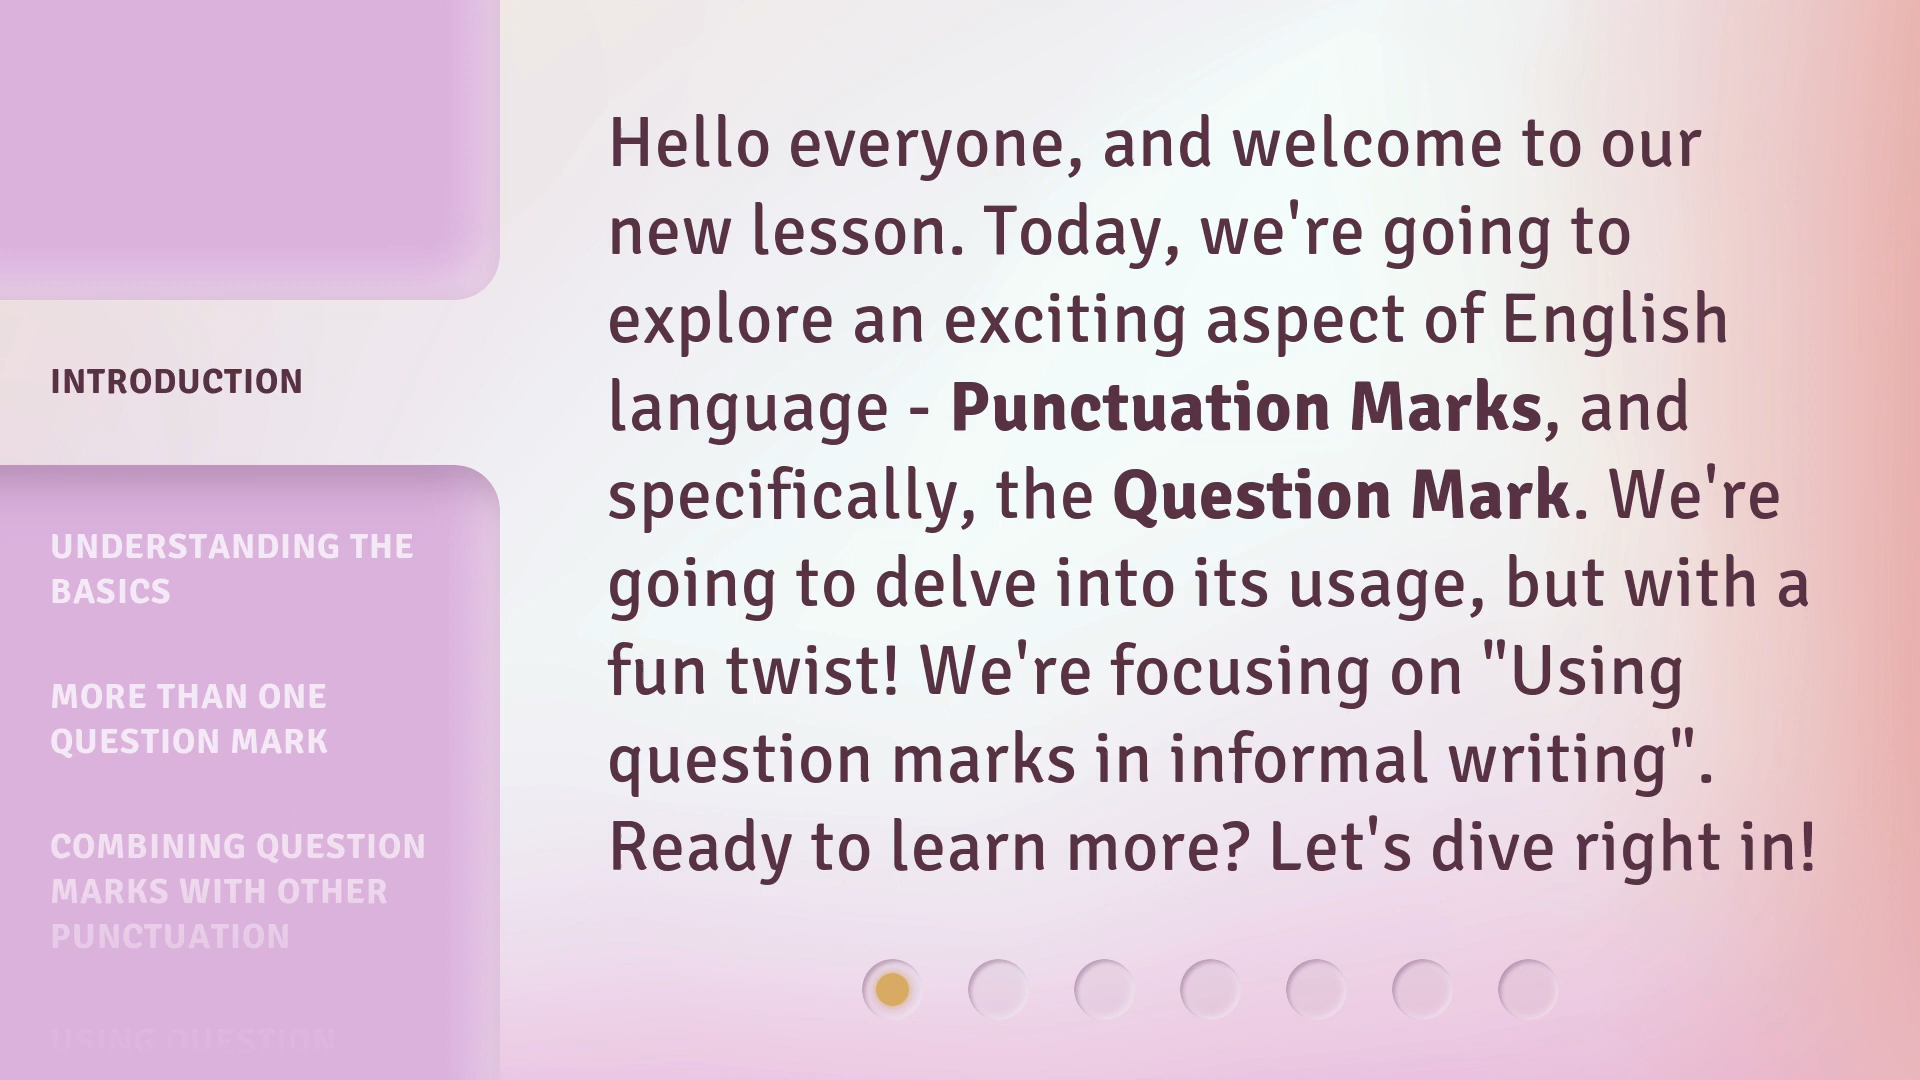 INTRODUCTION
UNDERSTANDING THE
BASICS
MORE THAN ONE
QUESTION MARK
COMBINING QUESTION
MARKS WITH OTHER
PUNCTUATION
USING QUESTION
Hello everyone, and welcome to our
new lesson. Today, we're going to
explore an exciting aspect of English
language - Punctuation Marks, and
specifically, the Question Mark. We're
going to delve into its usage, but with a
fun twist! We're focusing on "Using
question marks in informal writing".
Ready to learn more? Let's dive right in!